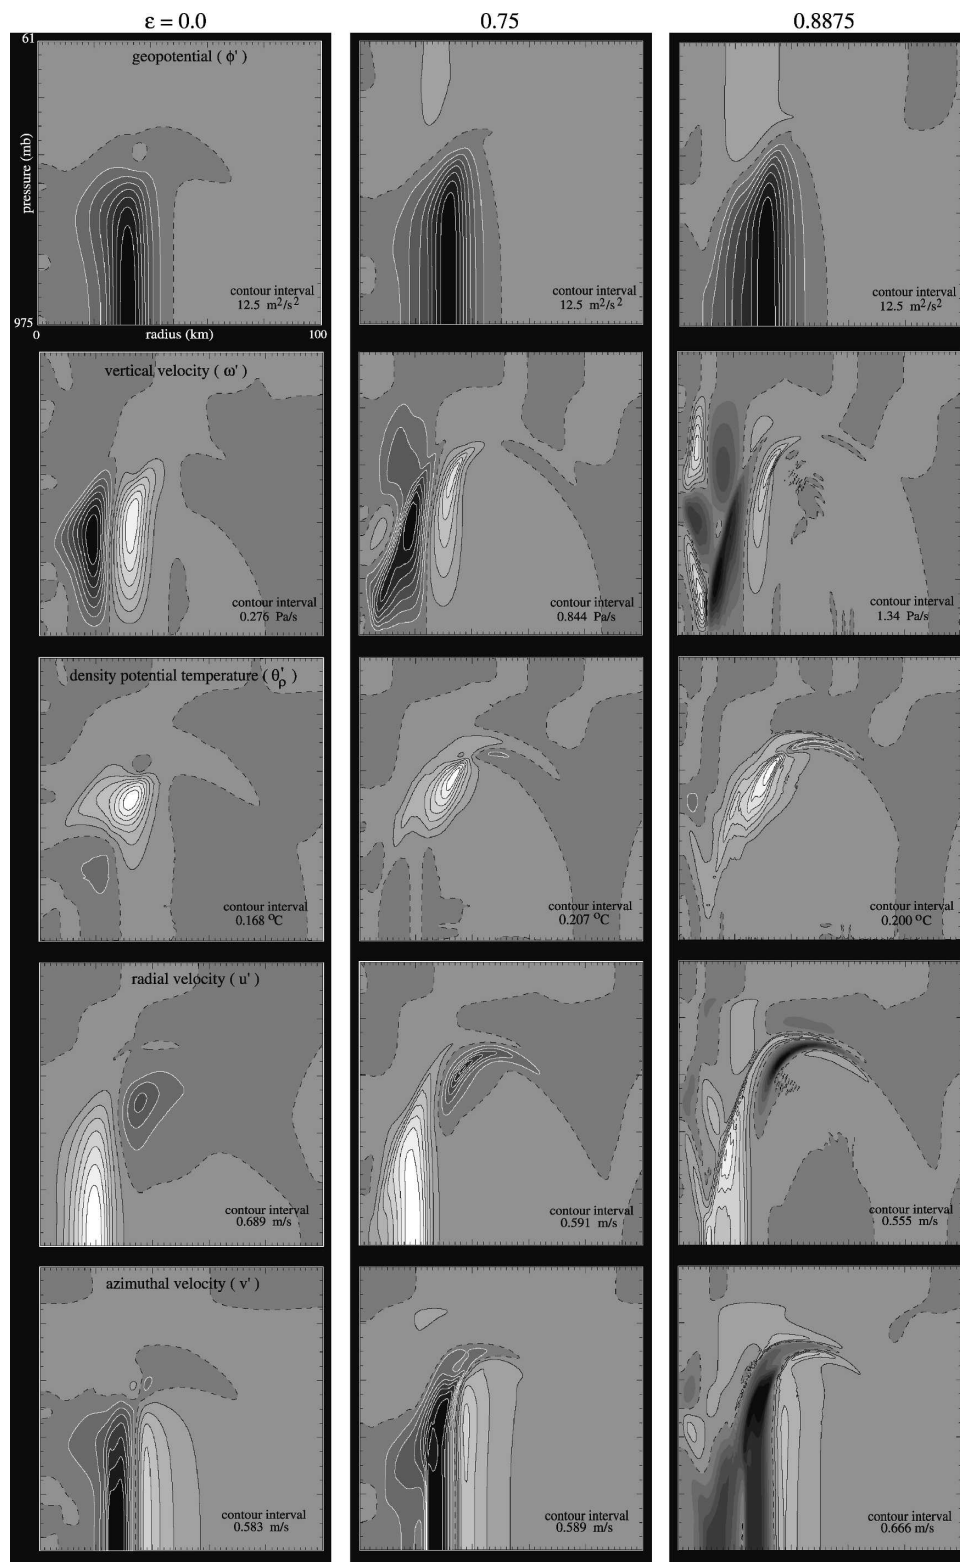 ε = 0.0 0.75 0.8875
61
geopotential ( ϕ' )
pressure (mb)
contour interval
12.5 m²/s²
contour interval
12.5 m²/s²
contour interval
12.5 m²/s²
975
0 radius (km) 100
vertical velocity ( ω' )
contour interval
0.276 Pa/s
contour interval
0.844 Pa/s
contour interval
1.34 Pa/s
density potential temperature ( θ'ρ )
contour interval
0.168 °C
contour interval
0.207 °C
contour interval
0.200 °C
radial velocity ( u' )
contour interval
0.689 m/s
contour interval
0.591 m/s
contour interval
0.555 m/s
azimuthal velocity ( v' )
contour interval
0.583 m/s
contour interval
0.589 m/s
contour interval
0.666 m/s